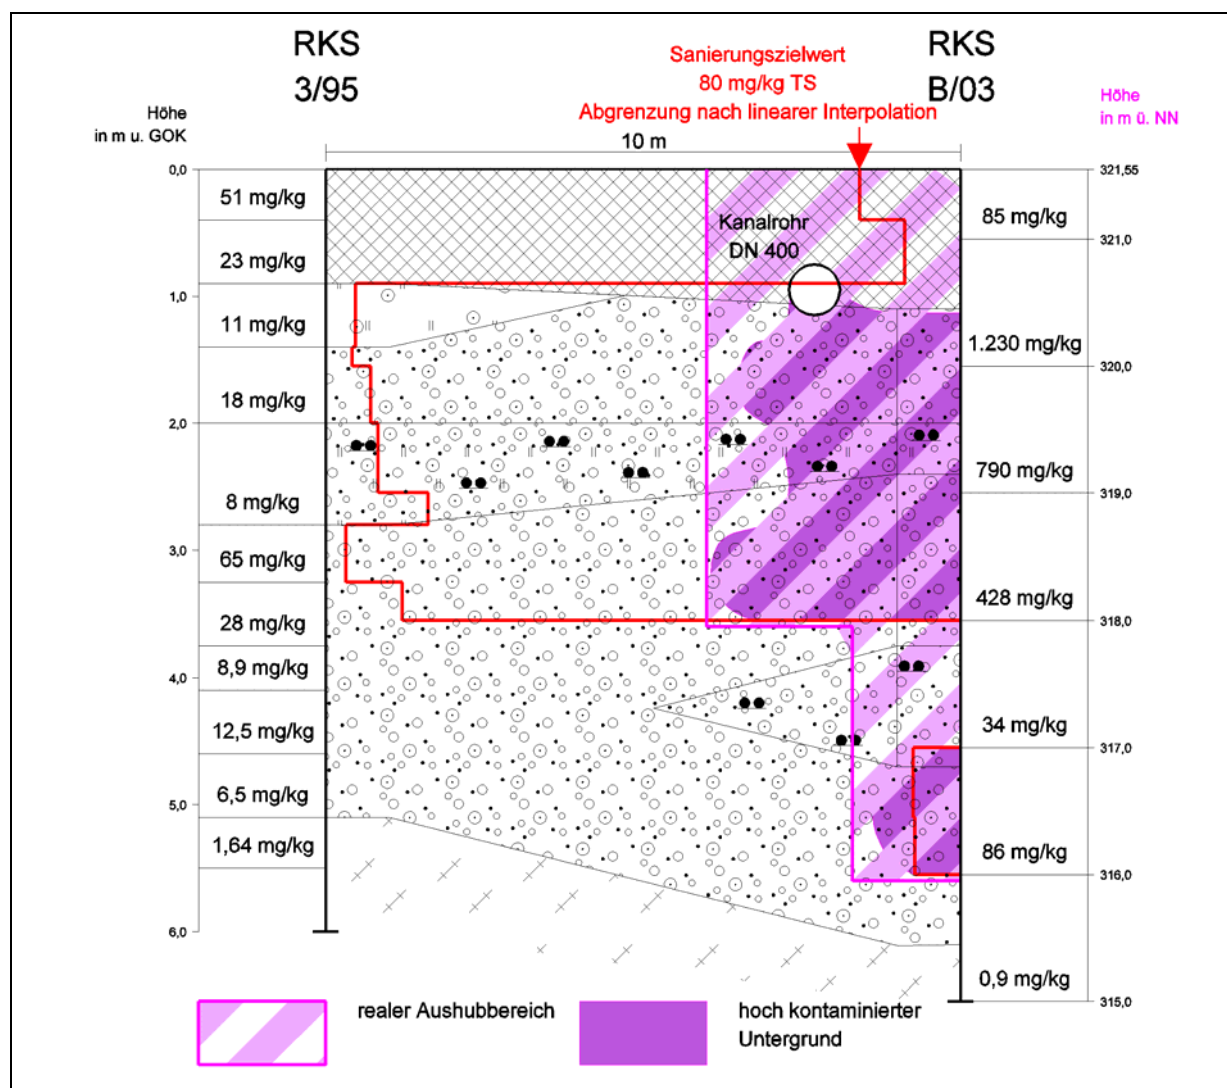 RKS
3/95
Sanierungszielwert
80 mg/kg TS
Abgrenzung nach linearer Interpolation
RKS
B/03
Höhe
in m u. GOK
Höhe
in m ü. NN
10 m
0,0
1,0
2,0
3,0
4,0
5,0
6,0
51 mg/kg
23 mg/kg
11 mg/kg
18 mg/kg
8 mg/kg
65 mg/kg
28 mg/kg
8,9 mg/kg
12,5 mg/kg
6,5 mg/kg
1,64 mg/kg
Kanalrohr
DN 400
85 mg/kg
1.230 mg/kg
790 mg/kg
428 mg/kg
34 mg/kg
86 mg/kg
0,9 mg/kg
321,55
321,0
320,0
319,0
318,0
317,0
316,0
315,0
realer Aushubbereich
hoch kontaminierter
Untergrund